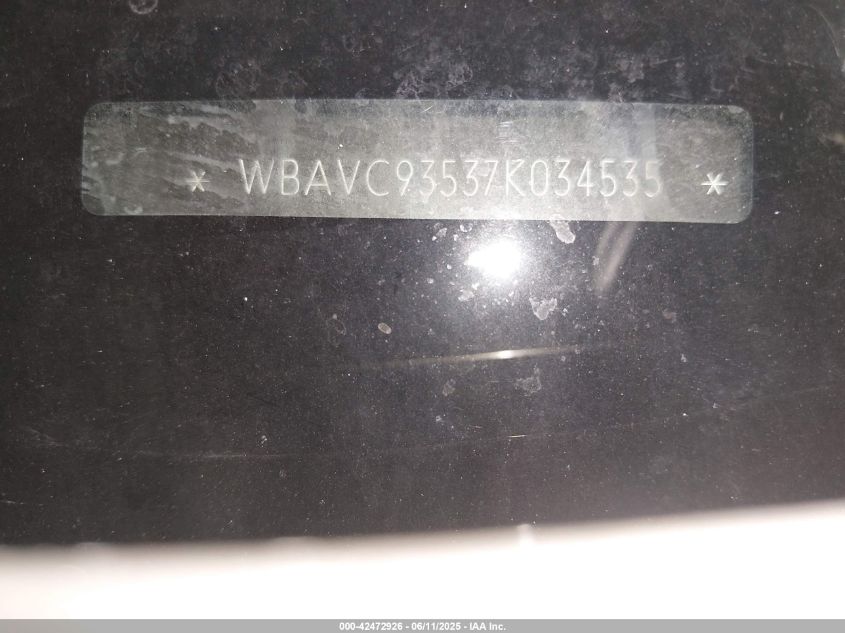 * WBAVC93537K034535 *
000-42472926 - 06/11/2025 - IAA Inc.